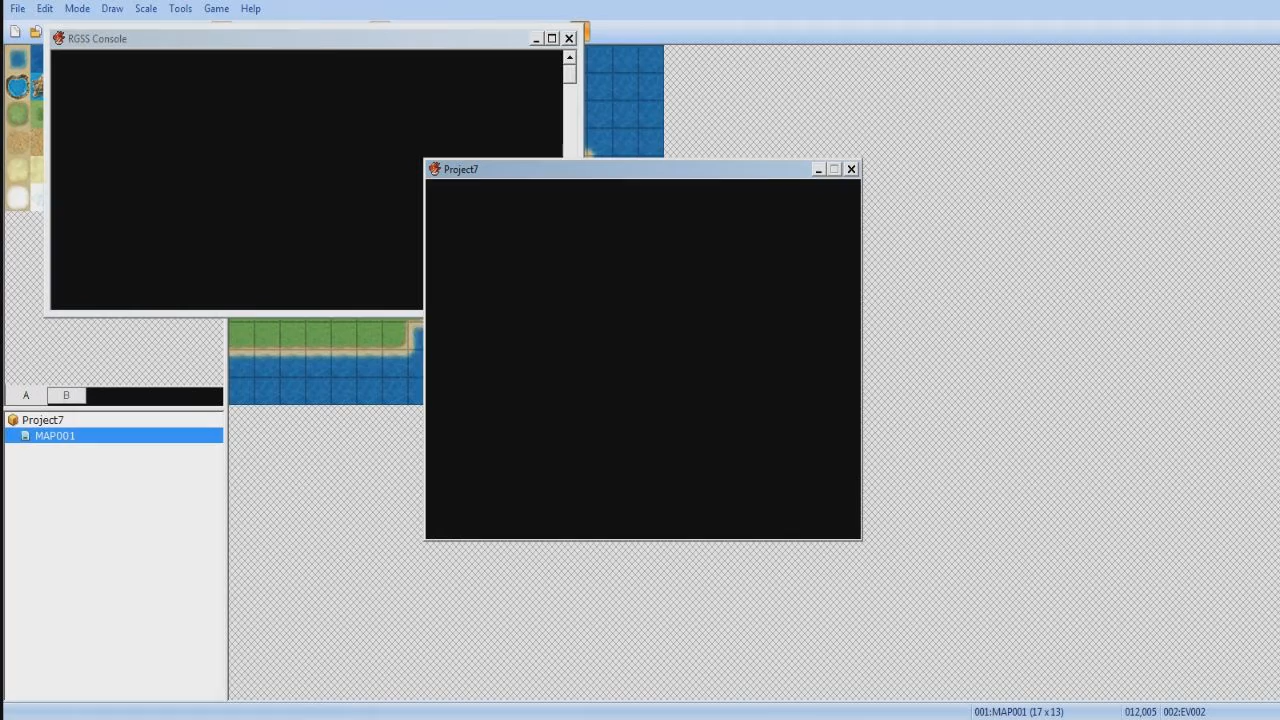 File Edit Mode Draw Scale Tools Game Help
RGSS Console
Project7
A B
Project7
MAP001
001:MAP001 (17 x 13) 012,005 002:EV002